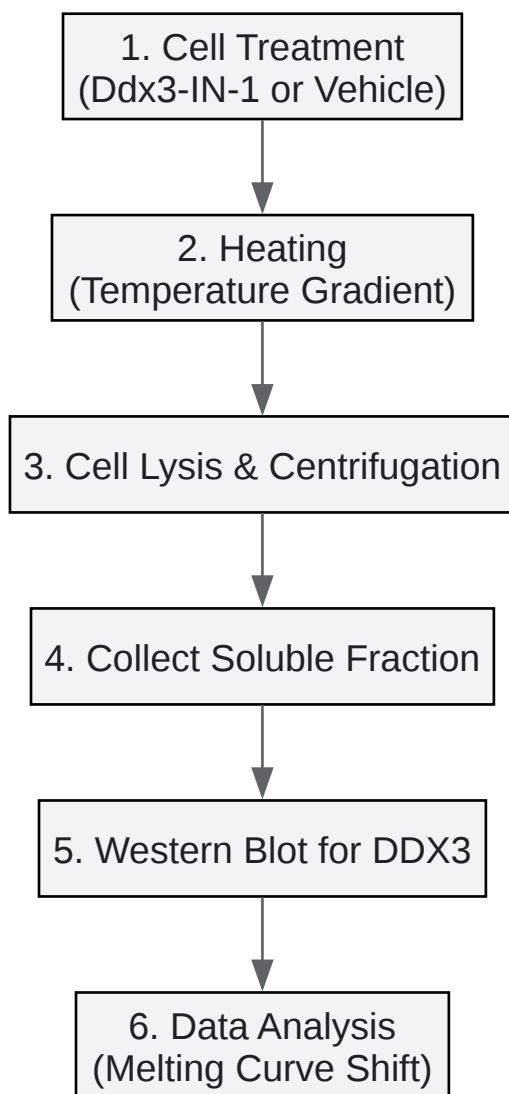 1. Cell Treatment
(Ddx3-IN-1 or Vehicle)
2. Heating
(Temperature Gradient)
3. Cell Lysis & Centrifugation
4. Collect Soluble Fraction
5. Western Blot for DDX3
6. Data Analysis
(Melting Curve Shift)